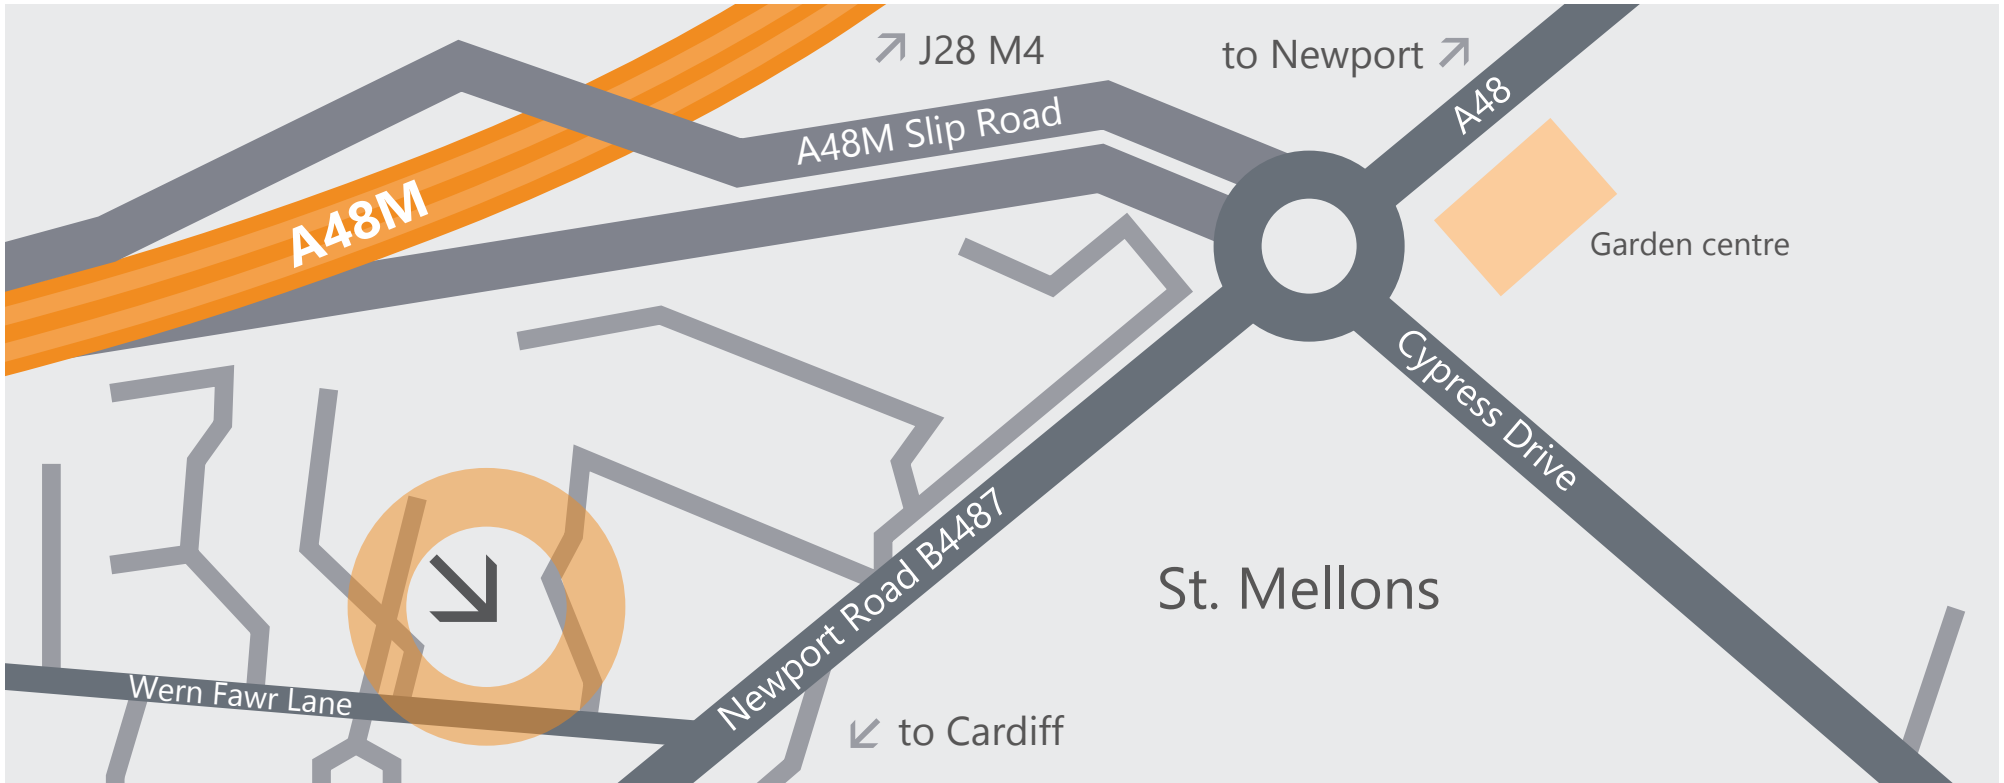 J28 M4
to Newport
A48
A48M Slip Road
A48M
Garden centre
Cypress Drive
Newport Road B4487
St. Mellons
Wern Fawr Lane
to Cardiff